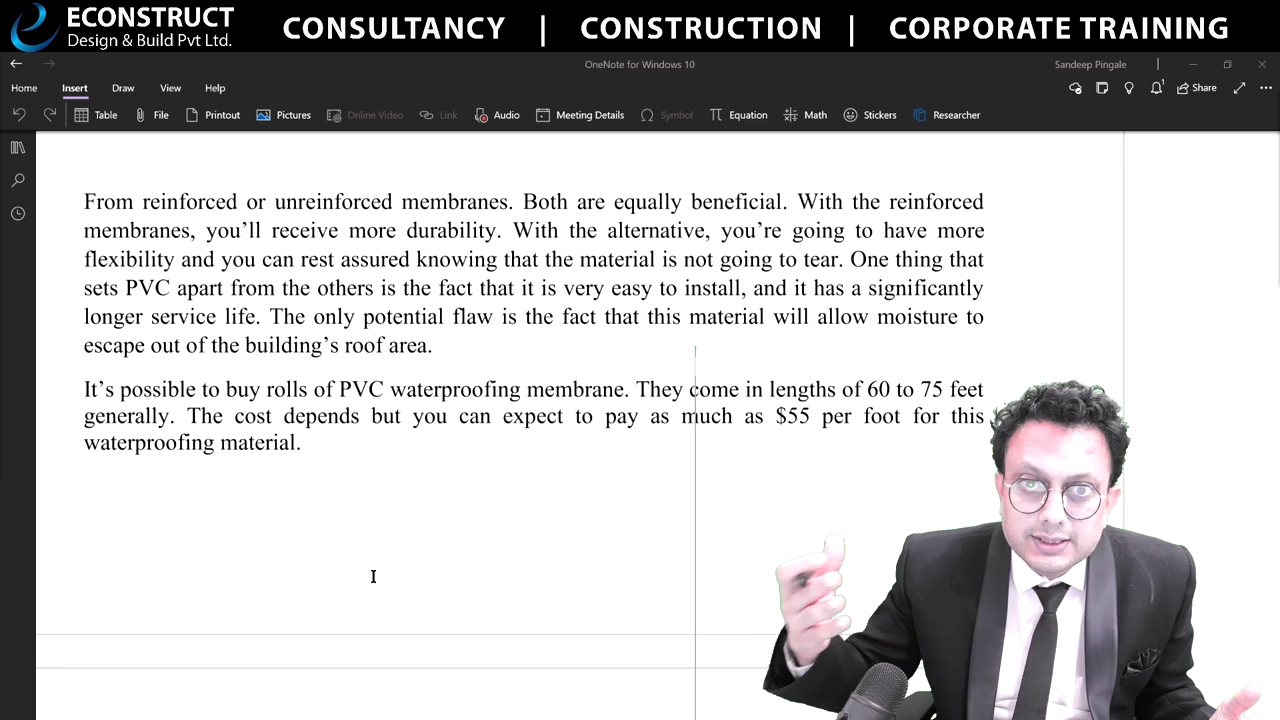 ECONSTRUCT
Design & Build Pvt Ltd.
CONSULTANCY | CONSTRUCTION | CORPORATE TRAINING
OneNote for Windows 10
Sandeep Pingale
Home Insert Draw View Help
1
Share
Table File Printout Pictures Online Video Link Audio Meeting Details Symbol Equation Math Stickers Researcher
From reinforced or unreinforced membranes. Both are equally beneficial. With the reinforced
membranes, you’ll receive more durability. With the alternative, you’re going to have more
flexibility and you can rest assured knowing that the material is not going to tear. One thing that
sets PVC apart from the others is the fact that it is very easy to install, and it has a significantly
longer service life. The only potential flaw is the fact that this material will allow moisture to
escape out of the building’s roof area.
It’s possible to buy rolls of PVC waterproofing membrane. They come in lengths of 60 to 75 feet
generally. The cost depends but you can expect to pay as much as $55 per foot for this
waterproofing material.